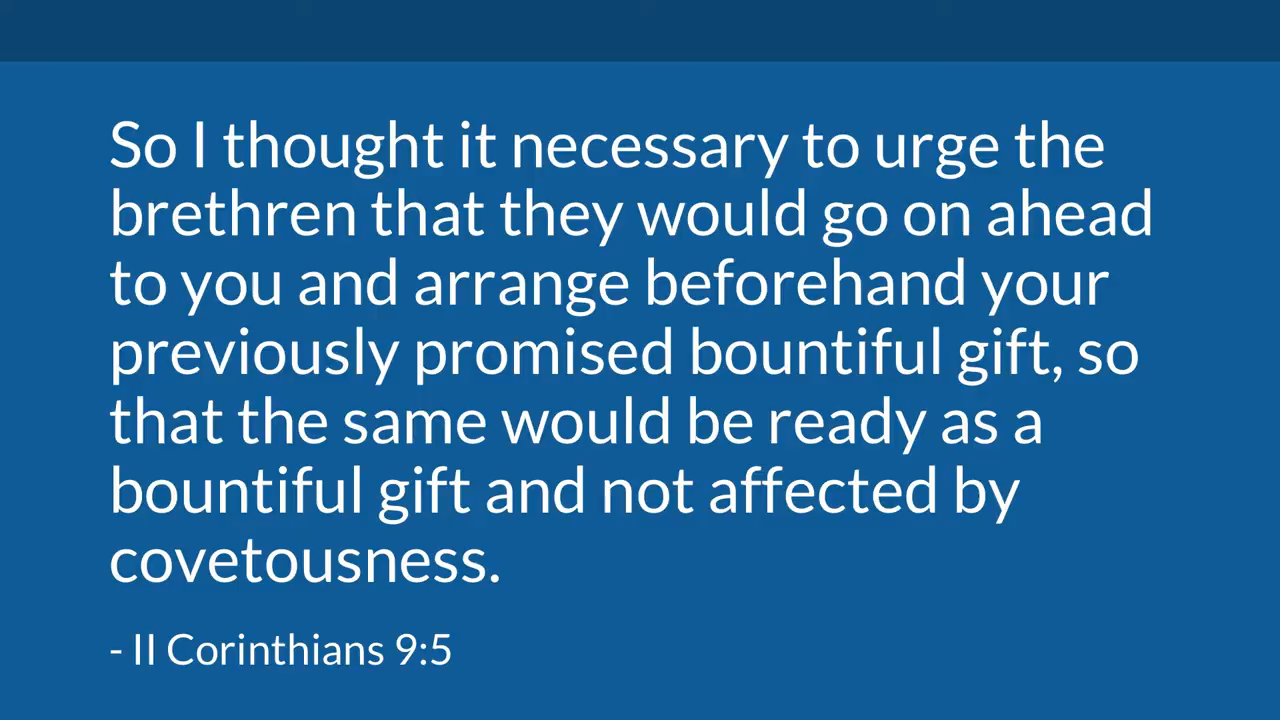 So I thought it necessary to urge the
brethren that they would go on ahead
to you and arrange beforehand your
previously promised bountiful gift, so
that the same would be ready as a
bountiful gift and not affected by
covetousness.
- II Corinthians 9:5